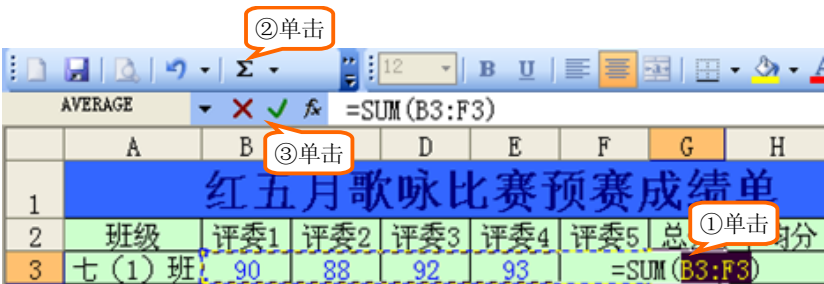 ②单击
Σ 12 B U A
AVERAGE fx =SUM(B3:F3)
③单击
A B D E F G H
1 红五月歌咏比赛预赛成绩单
①单击
2 班级 评委1 评委2 评委3 评委4 评委5 总 均分
3 七（1）班 90 88 92 93 =SUM(B3:F3)